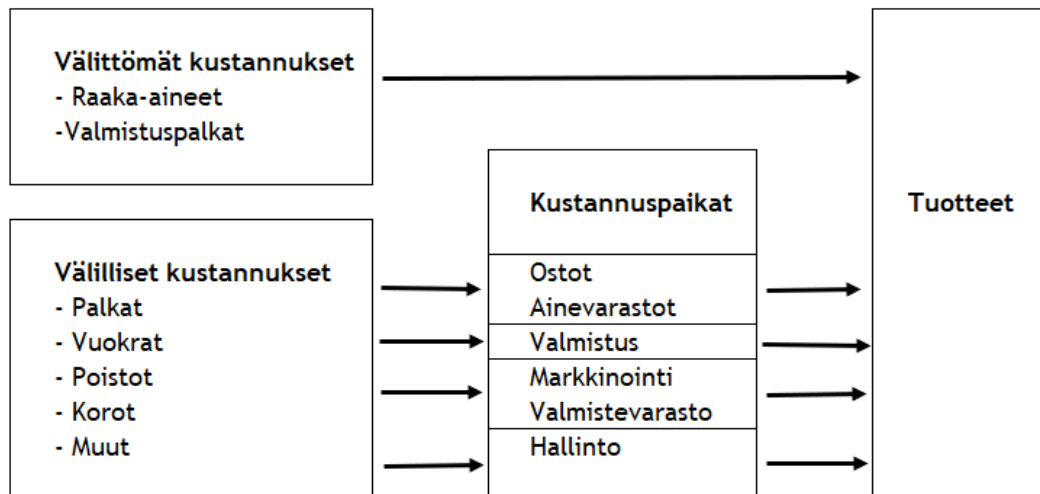 Välittömät kustannukset
- Raaka-aineet
-Valmistuspalkat
Välilliset kustannukset
- Palkat
- Vuokrat
- Poistot
- Korot
- Muut
Kustannuspaikat
Ostot
Ainevarastot
Valmistus
Markkinointi
Valmistevarasto
Hallinto
Tuotteet